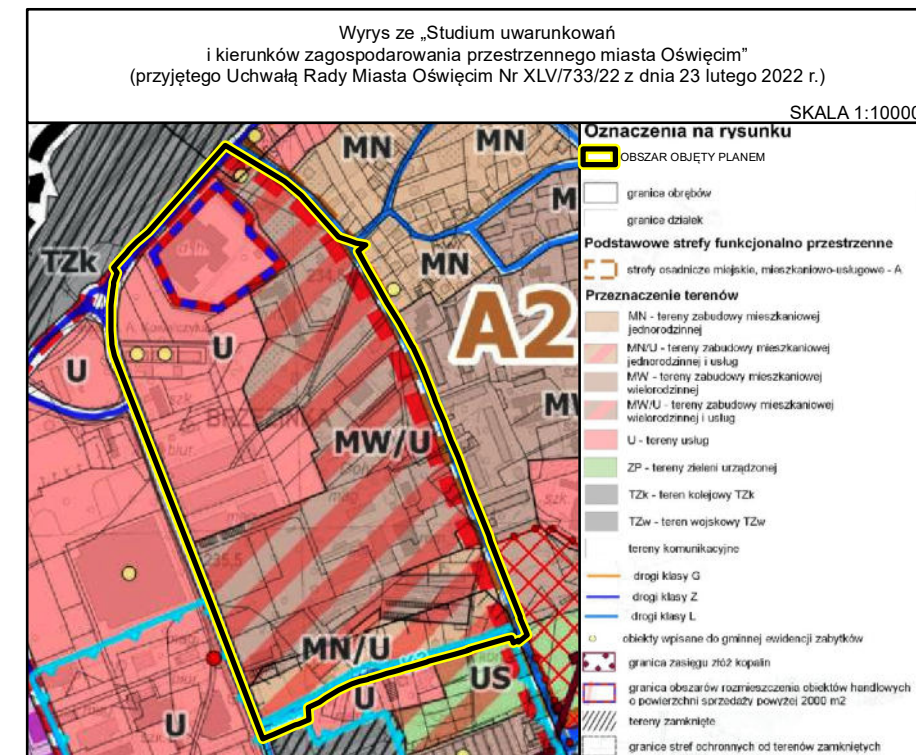 Wyrys ze „Studium uwarunkowań
i kierunków zagospodarowania przestrzennego miasta Oświęcim”
(przyjętego Uchwałą Rady Miasta Oświęcim Nr XLV/733/22 z dnia 23 lutego 2022 r.)
SKALA 1:10000
Oznaczenia na rysunku
OBSZAR OBJĘTY PLANEM
granice obrębów
granice działek
Podstawowe strefy funkcjonalno przestrzenne
strefy osadnicze miejskie, mieszkaniowo-usługowe - A
Przeznaczenie terenów
MN - tereny zabudowy mieszkaniowej
jednorodzinnej
MN/U - tereny zabudowy mieszkaniowej
jednorodzinnej i usług
MW - tereny zabudowy mieszkaniowej
wielorodzinnej
MW/U - tereny zabudowy mieszkaniowej
wielorodzinnej i usług
U - tereny usług
ZP - tereny zieleni urządzonej
TZk - teren kolejowy TZk
TZw - teren wojskowy TZw
tereny komunikacyjne
drogi klasy G
drogi klasy Z
drogi klasy L
obiekty wpisane do gminnej ewidencji zabytków
granica zasięgu złóż kopalin
granica obszarów rozmieszczenia obiektów handlowych
o powierzchni sprzedaży powyżej 2000 m2
tereny zamknięte
granice stref ochronnych od terenów zamkniętych
MN
MN
M
TZk
MN
A2
U
U
MW/U
MN/U
US
U
U